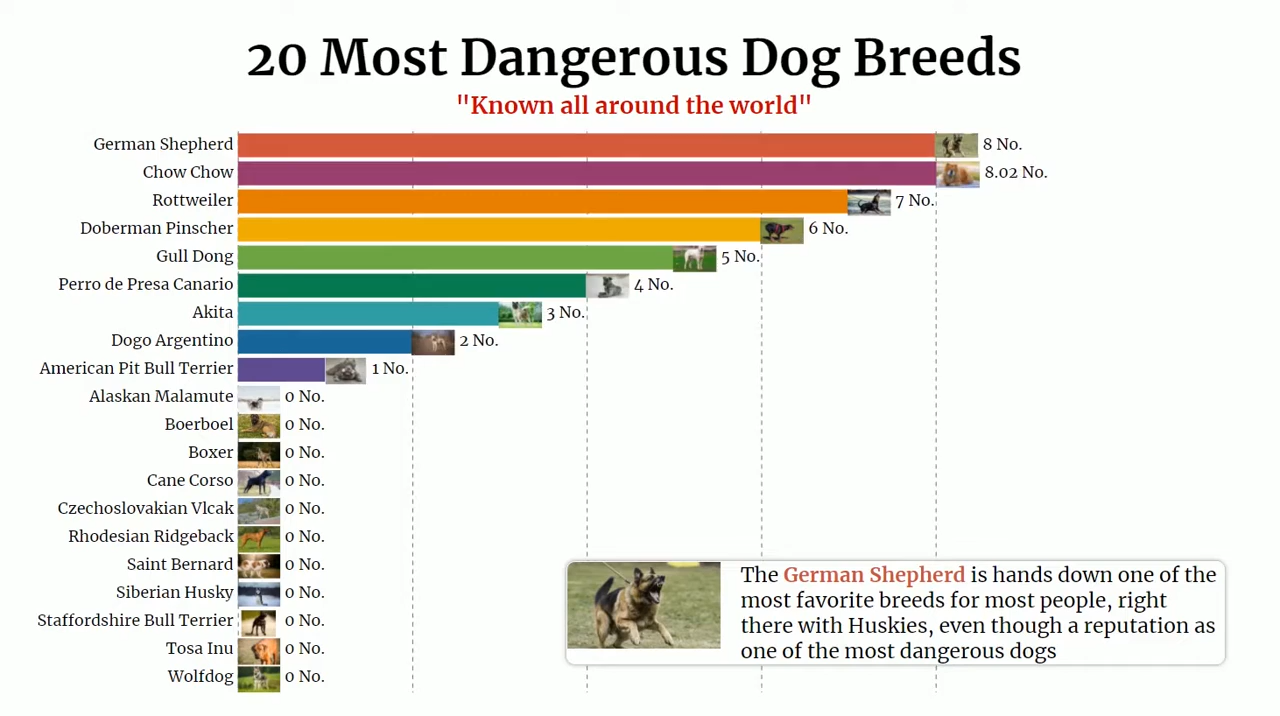 20 Most Dangerous Dog Breeds
"Known all around the world"
German Shepherd 8 No.
Chow Chow 8.02 No.
Rottweiler 7 No.
Doberman Pinscher 6 No.
Gull Dong 5 No.
Perro de Presa Canario 4 No.
Akita 3 No.
Dogo Argentino 2 No.
American Pit Bull Terrier 1 No.
Alaskan Malamute 0 No.
Boerboel 0 No.
Boxer 0 No.
Cane Corso 0 No.
Czechoslovakian Vlcak 0 No.
Rhodesian Ridgeback 0 No.
Saint Bernard 0 No.
Siberian Husky 0 No.
Staffordshire Bull Terrier 0 No.
Tosa Inu 0 No.
Wolfdog 0 No.
The German Shepherd is hands down one of the
most favorite breeds for most people, right
there with Huskies, even though a reputation as
one of the most dangerous dogs